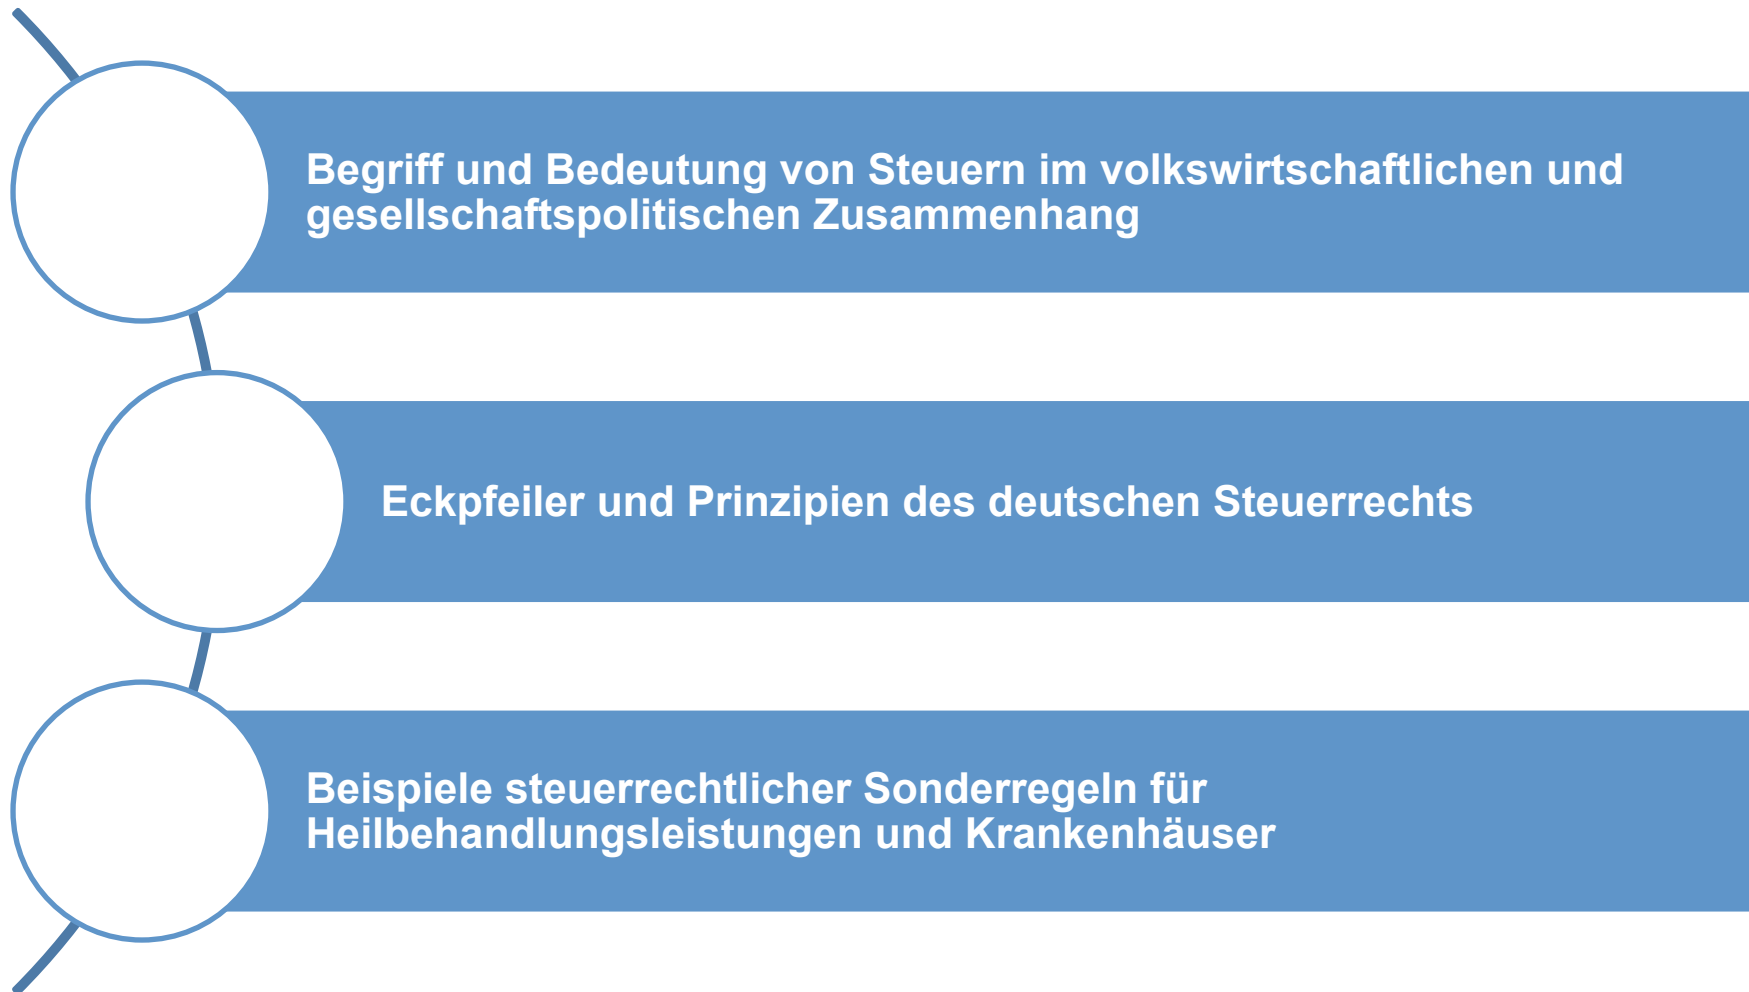 Begriff und Bedeutung von Steuern im volkswirtschaftlichen und
gesellschaftspolitischen Zusammenhang
Eckpfeiler und Prinzipien des deutschen Steuerrechts
Beispiele steuerrechtlicher Sonderregeln für
Heilbehandlungsleistungen und Krankenhäuser